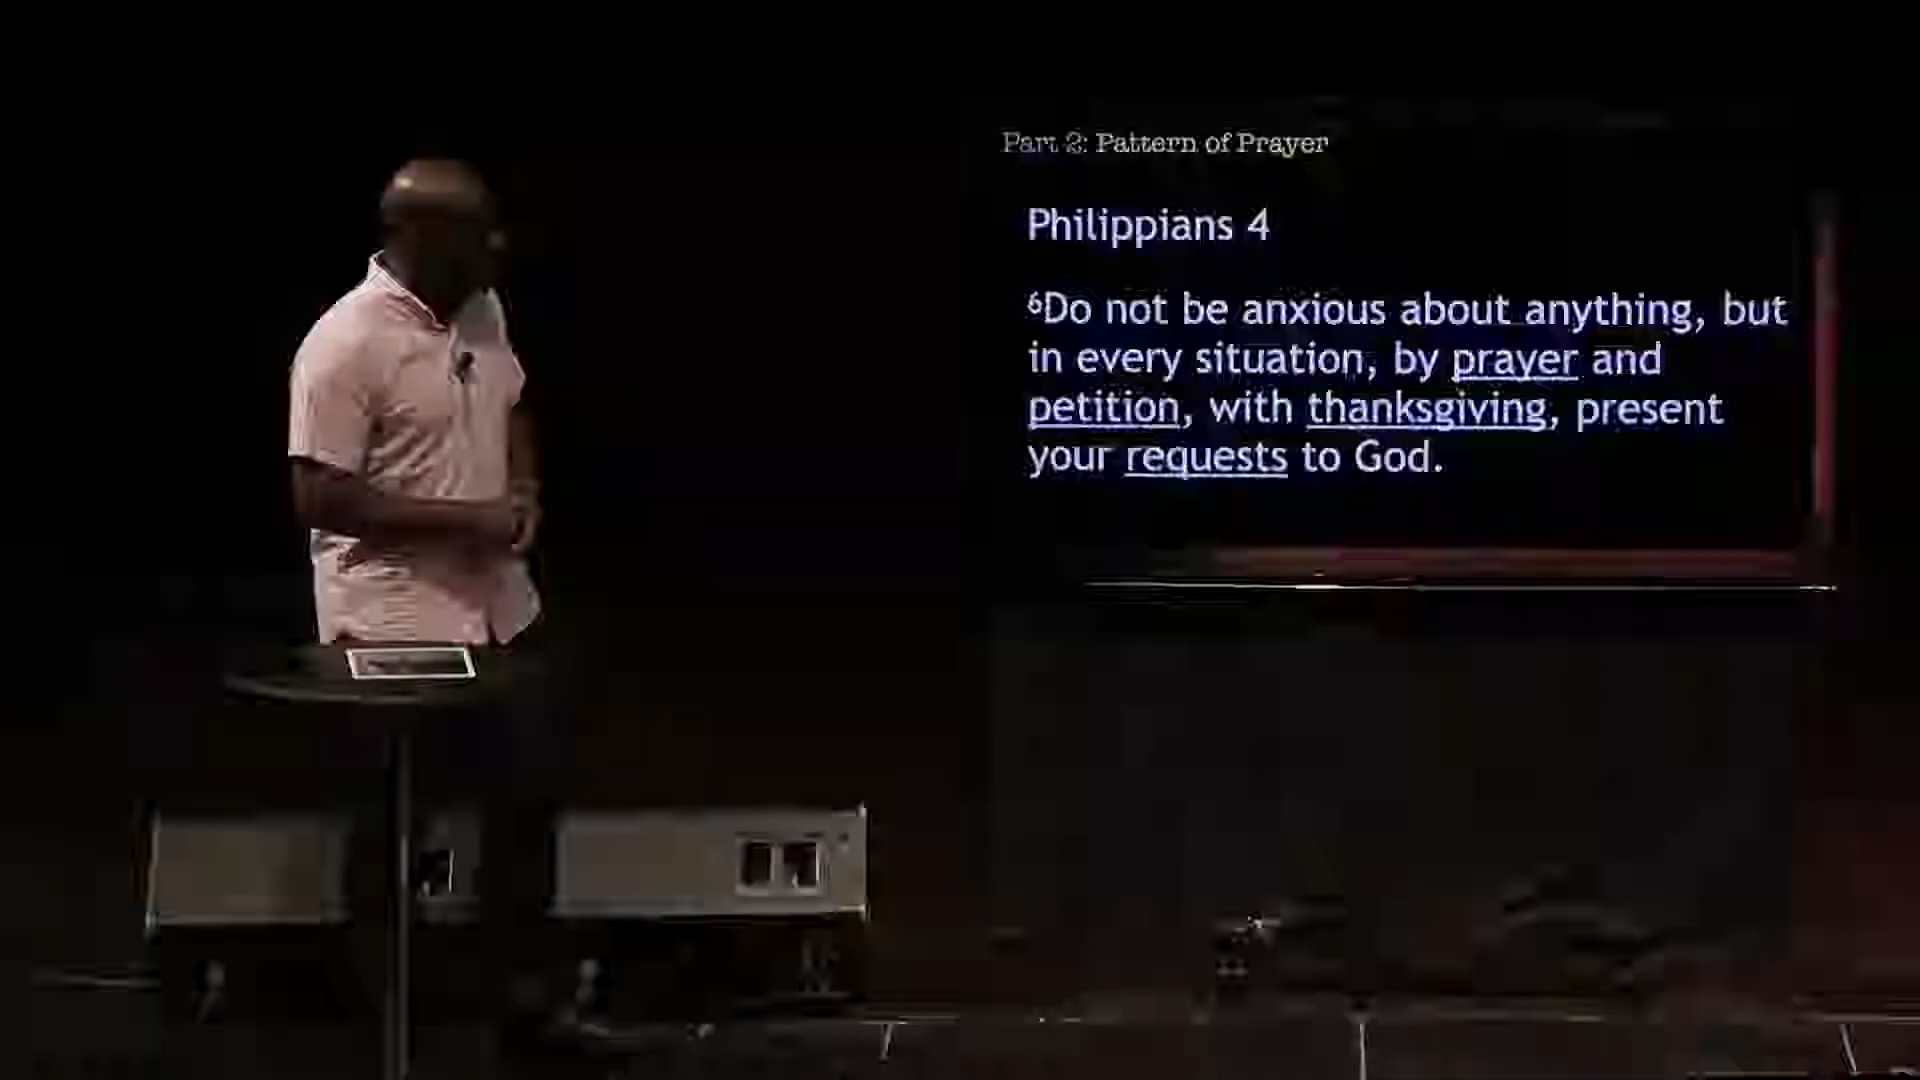 Part 2: Pattern of Prayer
Philippians 4
⁶Do not be anxious about anything, but
in every situation, by prayer and
petition, with thanksgiving, present
your requests to God.